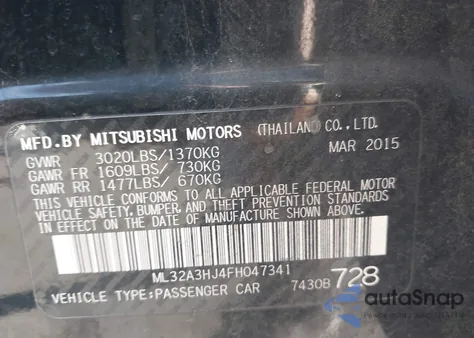 MFD.BY MITSUBISHI MOTORS (THAILAND) CO.,LTD.
GVWR 3020LBS/1370KG MAR 2015
GAWR FR 1609LBS/ 730KG
GAWR RR 1477LBS/ 670KG
THIS VEHICLE CONFORMS TO ALL APPLICABLE FEDERAL MOTOR
VEHICLE SAFETY, BUMPER, AND THEFT PREVENTION STANDARDS
IN EFFECT ON THE DATE OF MANUFACTURE SHOWN ABOVE.
ML32A3HJ4FH047341
VEHICLE TYPE:PASSENGER CAR 7430B 728
autoSnap